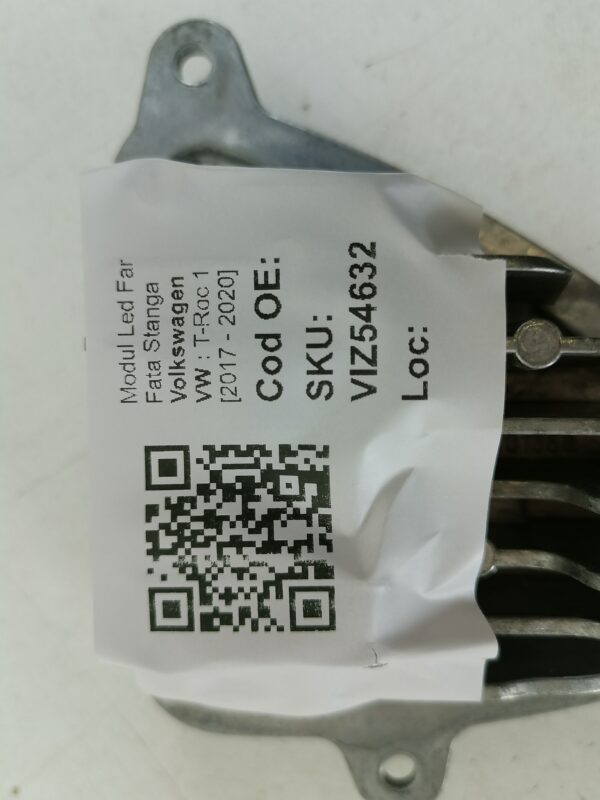 Modul Led Far
Fata Stanga
Volkswagen
VW : T-Roc 1
[2017 - 2020]
Cod OE:
SKU:
VIZ54632
Loc: